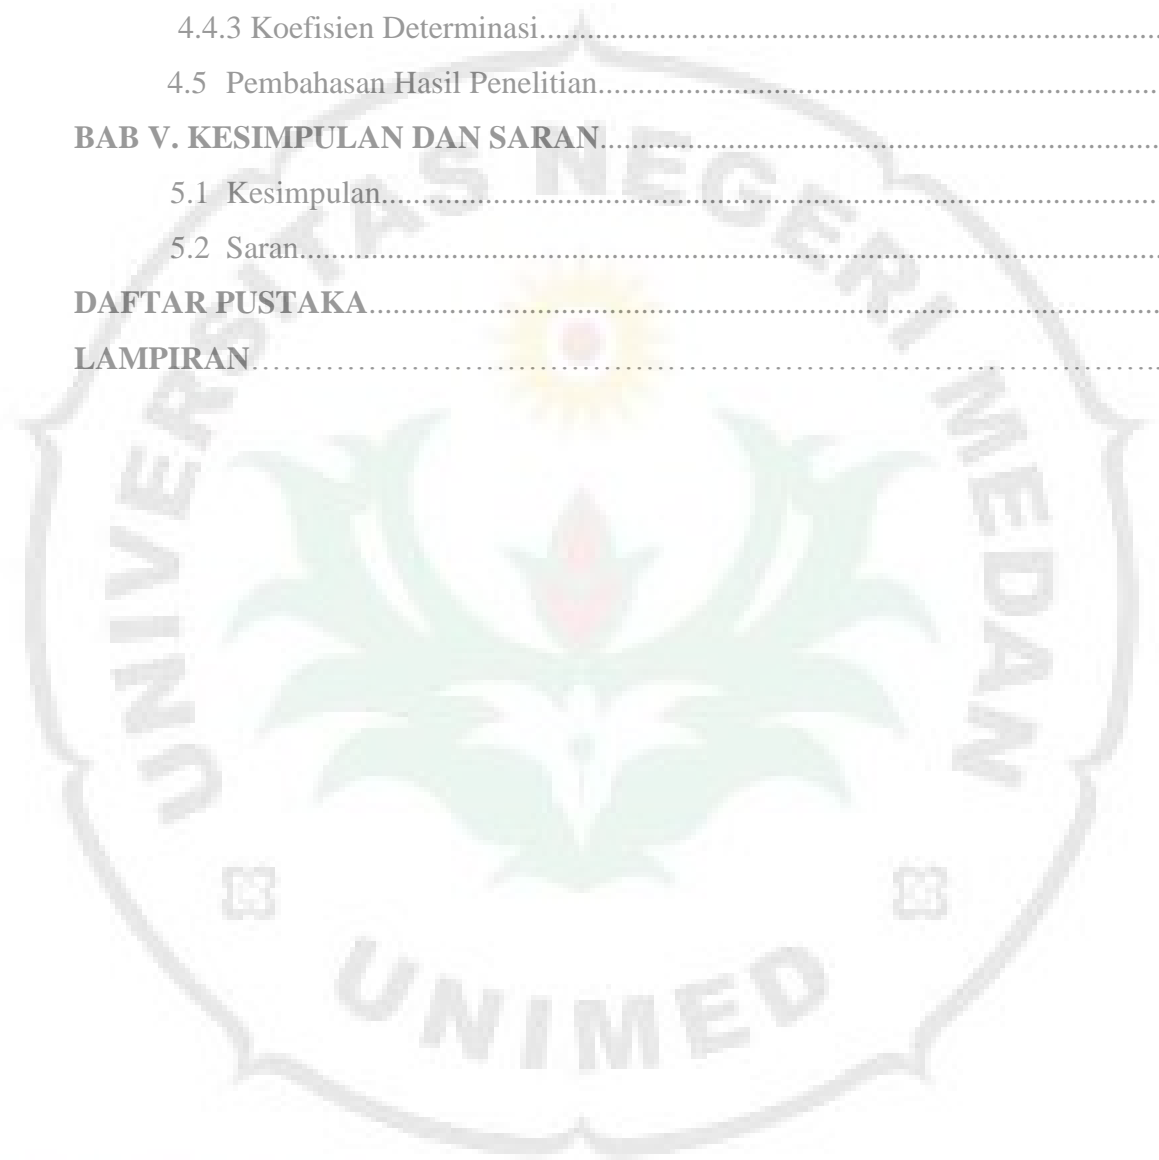 4.4.3 Koefisien Determinasi..........................................................................
4.5 Pembahasan Hasil Penelitian......................................................................
BAB V. KESIMPULAN DAN SARAN......................................................................
5.1 Kesimpulan..................................................................................................
5.2 Saran............................................................................................................
DAFTAR PUSTAKA...................................................................................................
LAMPIRAN……………………………………………………………………………
UNIVERSITAS NEGERI MEDAN
UNIMED